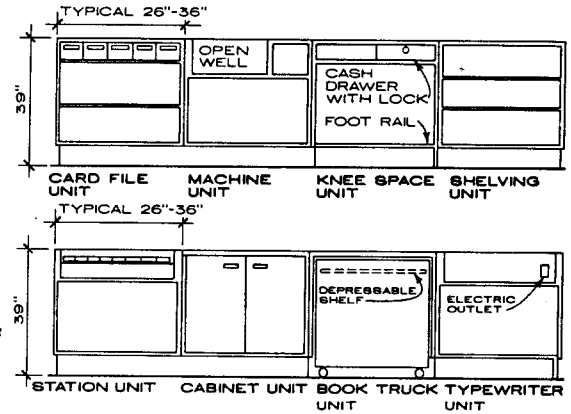 TYPICAL 26"-36"
OPEN
WELL
CASH
DRAWER
WITH LOCK
FOOT RAIL
39"
CARD FILE
UNIT
MACHINE
UNIT
KNEE SPACE
UNIT
SHELVING
UNIT
TYPICAL 26"-36"
DEPRESSABLE
SHELF
ELECTRIC
OUTLET
39"
STATION UNIT
CABINET UNIT
BOOK TRUCK
UNIT
TYPEWRITER
UNIT